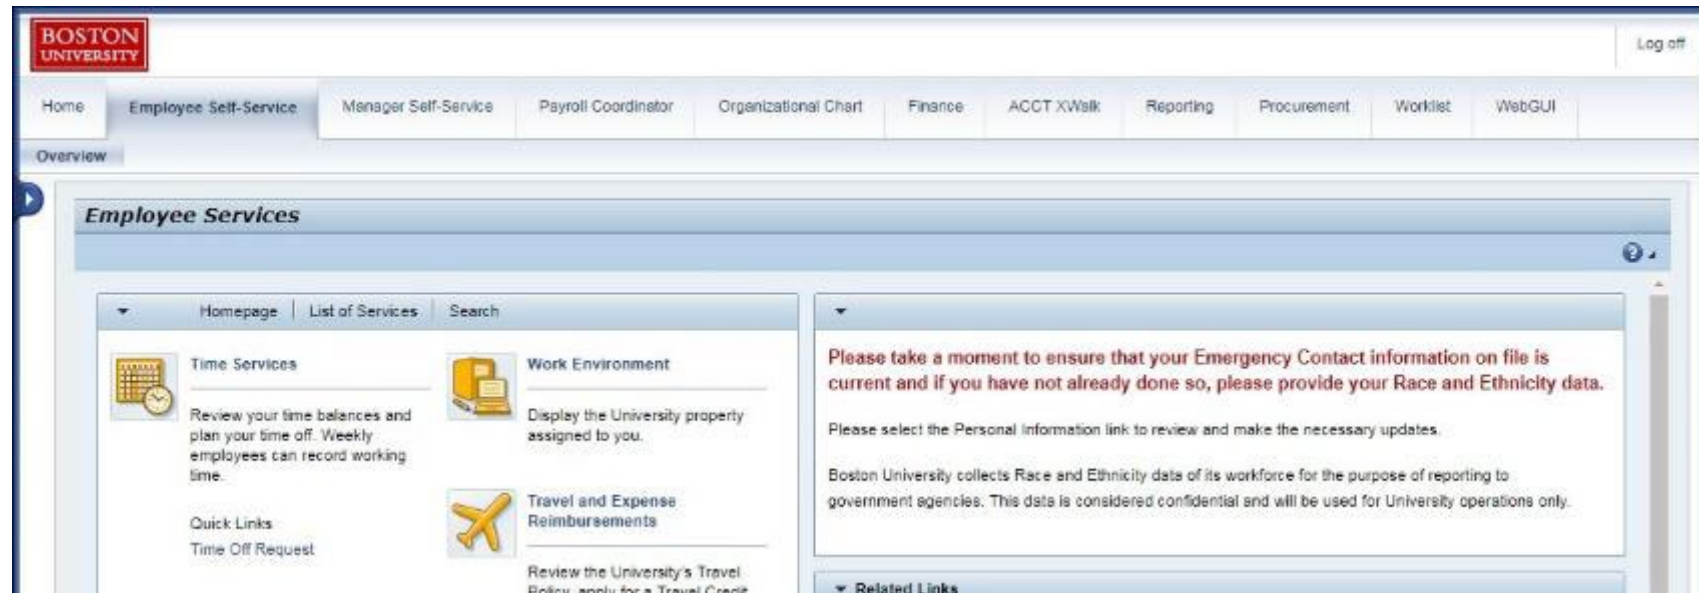 BOSTON
UNIVERSITY
Log off
Home Employee Self-Service Manager Self-Service Payroll Coordinator Organizational Chart Finance ACCT XWalk Reporting Procurement Worklist WebGUI
Overview
Employee Services
Homepage | List of Services | Search
Time Services
Review your time balances and
plan your time off. Weekly
employees can record working
time.
Quick Links
Time Off Request
Work Environment
Display the University property
assigned to you.
Travel and Expense
Reimbursements
Review the University's Travel
Policy, apply for a Travel Credit
Please take a moment to ensure that your Emergency Contact information on file is
current and if you have not already done so, please provide your Race and Ethnicity data.
Please select the Personal Information link to review and make the necessary updates.
Boston University collects Race and Ethnicity data of its workforce for the purpose of reporting to
government agencies. This data is considered confidential and will be used for University operations only.
Related Links